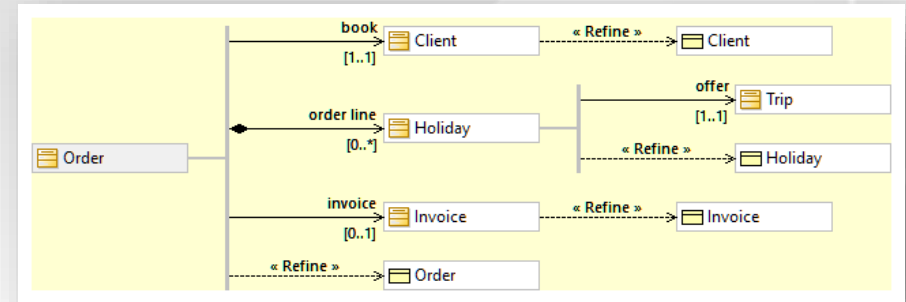 book
Client
« Refine »
Client
[1..1]
offer
Trip
order line
[1..1]
Holiday
[0..*]
« Refine »
Holiday
Order
invoice
Invoice
« Refine »
Invoice
[0..1]
« Refine »
Order